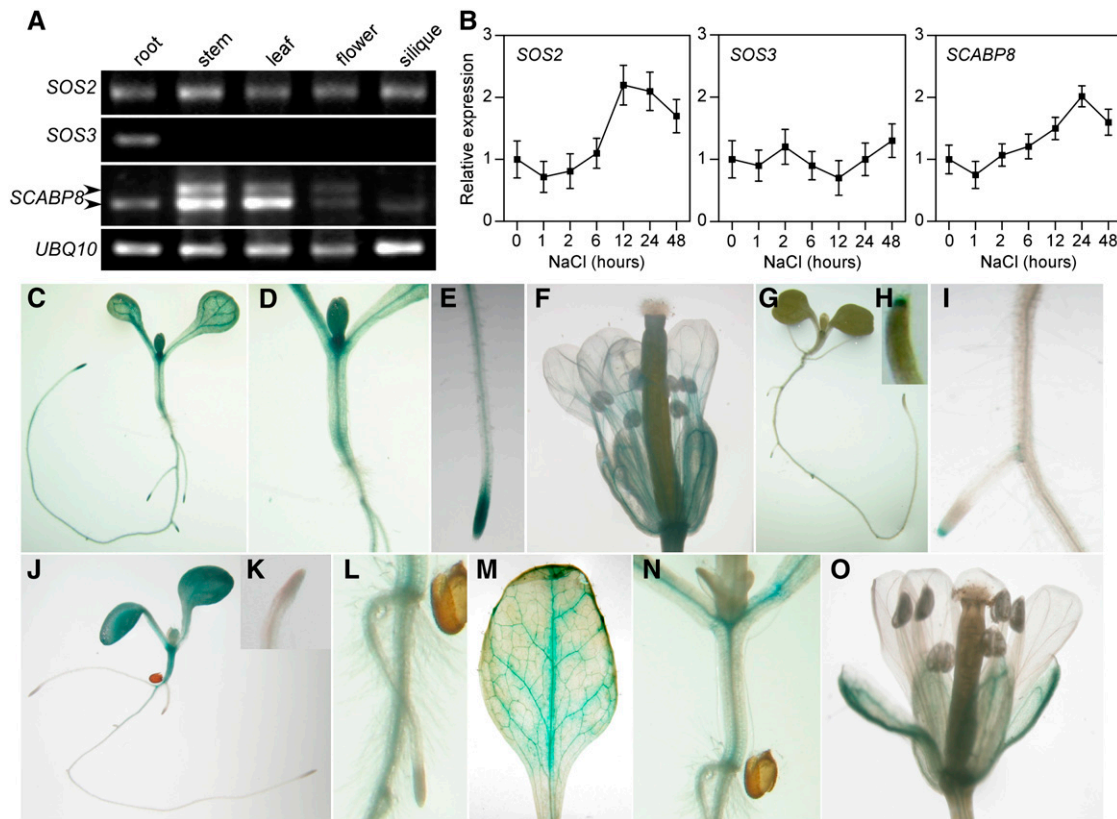 A
root stem leaf flower silique
SOS2
SOS3
SCABP8
UBQ10
B
Relative expression
3
2
1
0
SOS2
0 1 2 6 12 24 48
NaCl (hours)
3
2
1
0
SOS3
0 1 2 6 12 24 48
NaCl (hours)
3
2
1
0
SCABP8
0 1 2 6 12 24 48
NaCl (hours)
C D E F G H I
J K L M N O